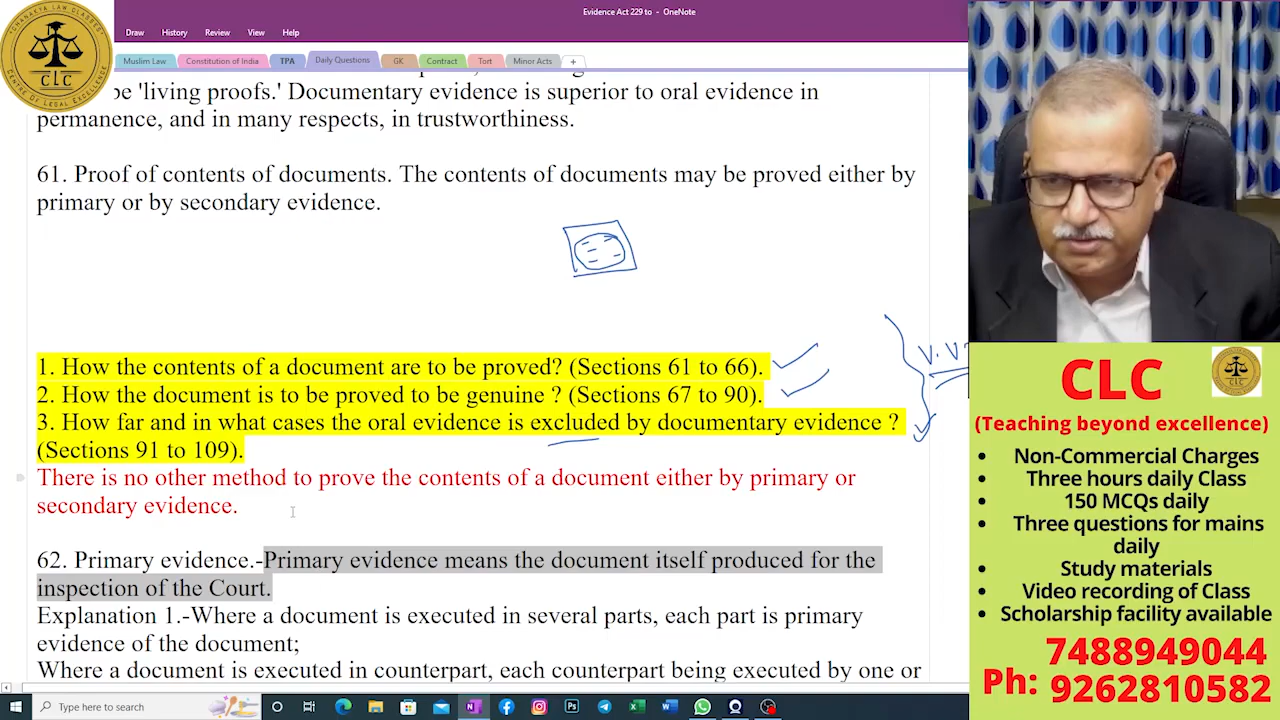 Evidence Act 229 to - OneNote
Draw History Review View Help
Muslim Law Constitution of India TPA Daily Questions GK Contract Tort Minor Acts +
be 'living proofs.' Documentary evidence is superior to oral evidence in
permanence, and in many respects, in trustworthiness.
61. Proof of contents of documents. The contents of documents may be proved either by
primary or by secondary evidence.
1. How the contents of a document are to be proved? (Sections 61 to 66).
2. How the document is to be proved to be genuine ? (Sections 67 to 90).
3. How far and in what cases the oral evidence is excluded by documentary evidence ?
(Sections 91 to 109).
There is no other method to prove the contents of a document either by primary or
secondary evidence.
62. Primary evidence.-Primary evidence means the document itself produced for the
inspection of the Court.
Explanation 1.-Where a document is executed in several parts, each part is primary
evidence of the document;
Where a document is executed in counterpart, each counterpart being executed by one or
Type here to search
CLC
CLC
(Teaching beyond excellence)
• Non-Commercial Charges
• Three hours daily Class
• 150 MCQs daily
• Three questions for mains
daily
• Study materials
• Video recording of Class
• Scholarship facility available
7488949044
Ph: 9262810582